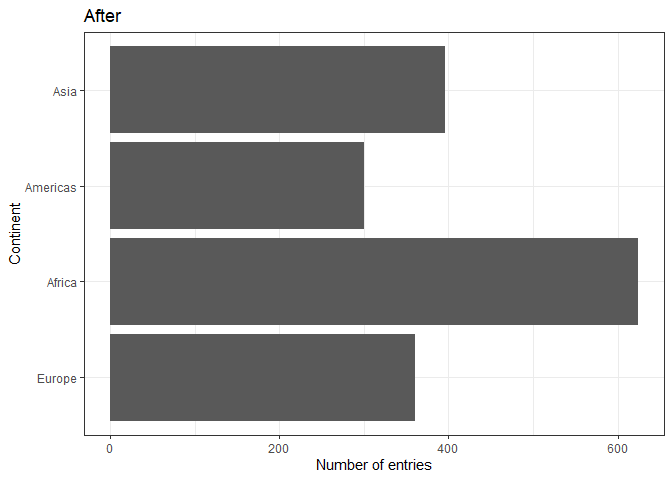 After
Continent
Asia
Americas
Africa
Europe
0 200 400 600
Number of entries